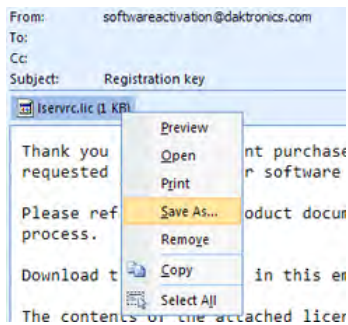 From: softwareactivation@daktronics.com
To:
Cc:
Subject: Registration key
lservrc.lic (1 KB)
Preview
Thank you nt purchase
Open
requested r software
Print
Please ref Save As... oduct docum
process. Remove
Download t Copy in this em
Select All
The contents of the attached licen